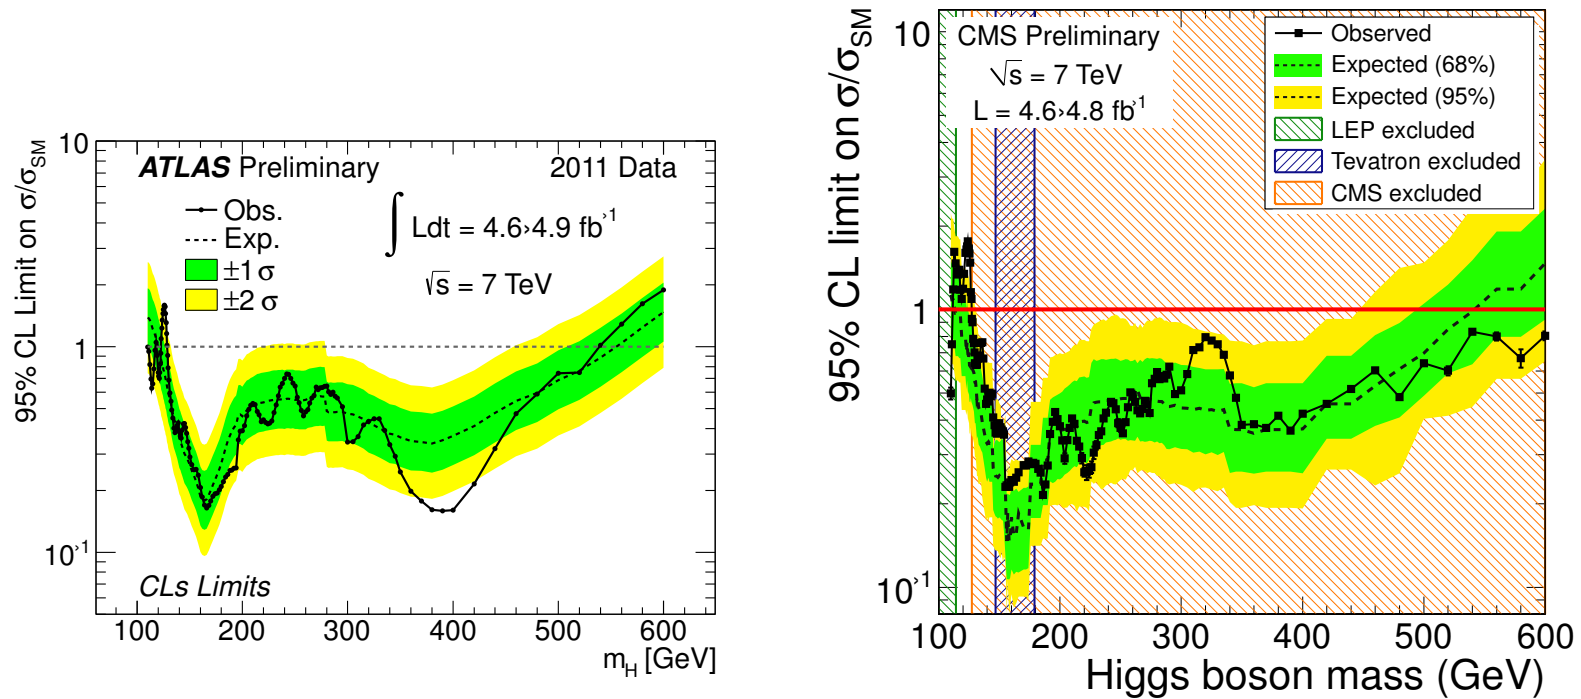 95% CL Limit on σ/σSM
10
1
10-1
ATLAS Preliminary
2011 Data
Obs.
Exp.
±1 σ
±2 σ
∫ Ldt = 4.6›4.9 fb›1
√s = 7 TeV
CLs Limits
100 200 300 400 500 600
mH [GeV]
95% CL limit on σ/σSM
10
1
10›1
CMS Preliminary
√s = 7 TeV
L = 4.6›4.8 fb›1
Observed
Expected (68%)
Expected (95%)
LEP excluded
Tevatron excluded
CMS excluded
100 200 300 400 500 600
Higgs boson mass (GeV)